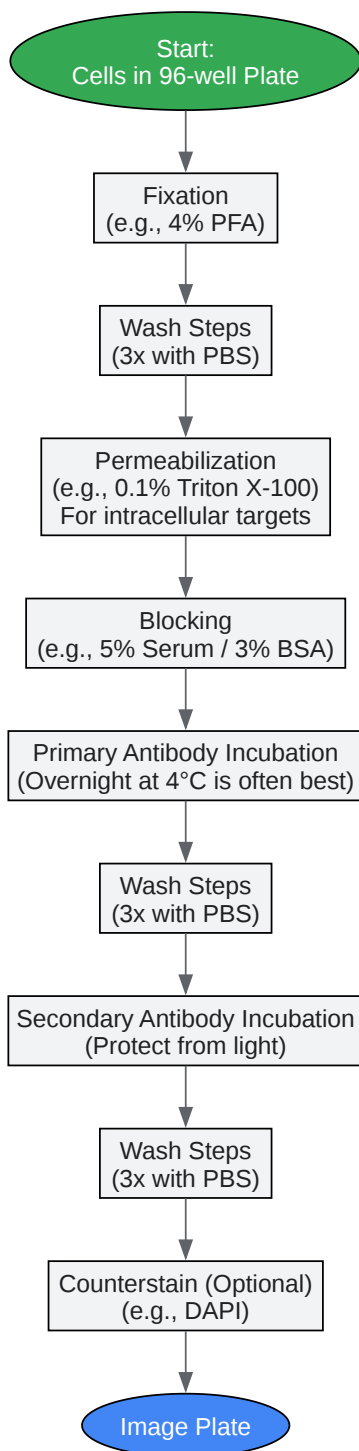 Start:
Cells in 96-well Plate
Fixation
(e.g., 4% PFA)
Wash Steps
(3x with PBS)
Permeabilization
(e.g., 0.1% Triton X-100)
For intracellular targets
Blocking
(e.g., 5% Serum / 3% BSA)
Primary Antibody Incubation
(Overnight at 4°C is often best)
Wash Steps
(3x with PBS)
Secondary Antibody Incubation
(Protect from light)
Wash Steps
(3x with PBS)
Counterstain (Optional)
(e.g., DAPI)
Image Plate